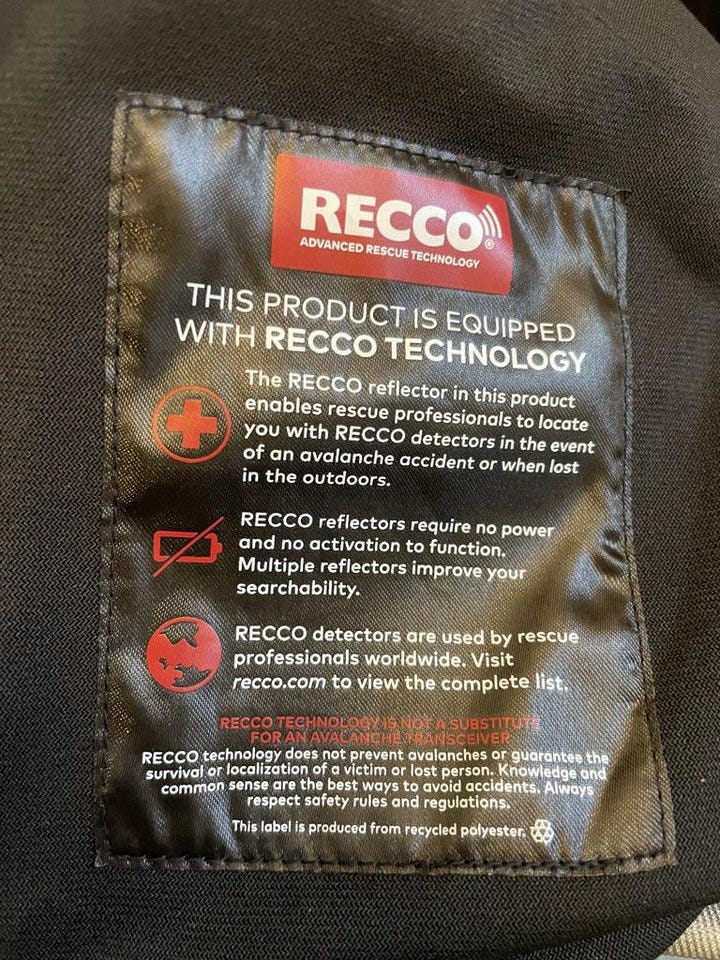 RECCO®
ADVANCED RESCUE TECHNOLOGY
THIS PRODUCT IS EQUIPPED
WITH RECCO TECHNOLOGY
The RECCO reflector in this product
enables rescue professionals to locate
you with RECCO detectors in the event
of an avalanche accident or when lost
in the outdoors.
RECCO reflectors require no power
and no activation to function.
Multiple reflectors improve your
searchability.
RECCO detectors are used by rescue
professionals worldwide. Visit
recco.com to view the complete list.
RECCO TECHNOLOGY IS NOT A SUBSTITUTE
FOR AN AVALANCHE TRANSCEIVER
RECCO technology does not prevent avalanches or guarantee the
survival or localization of a victim or lost person. Knowledge and
common sense are the best ways to avoid accidents. Always
respect safety rules and regulations.
This label is produced from recycled polyester.